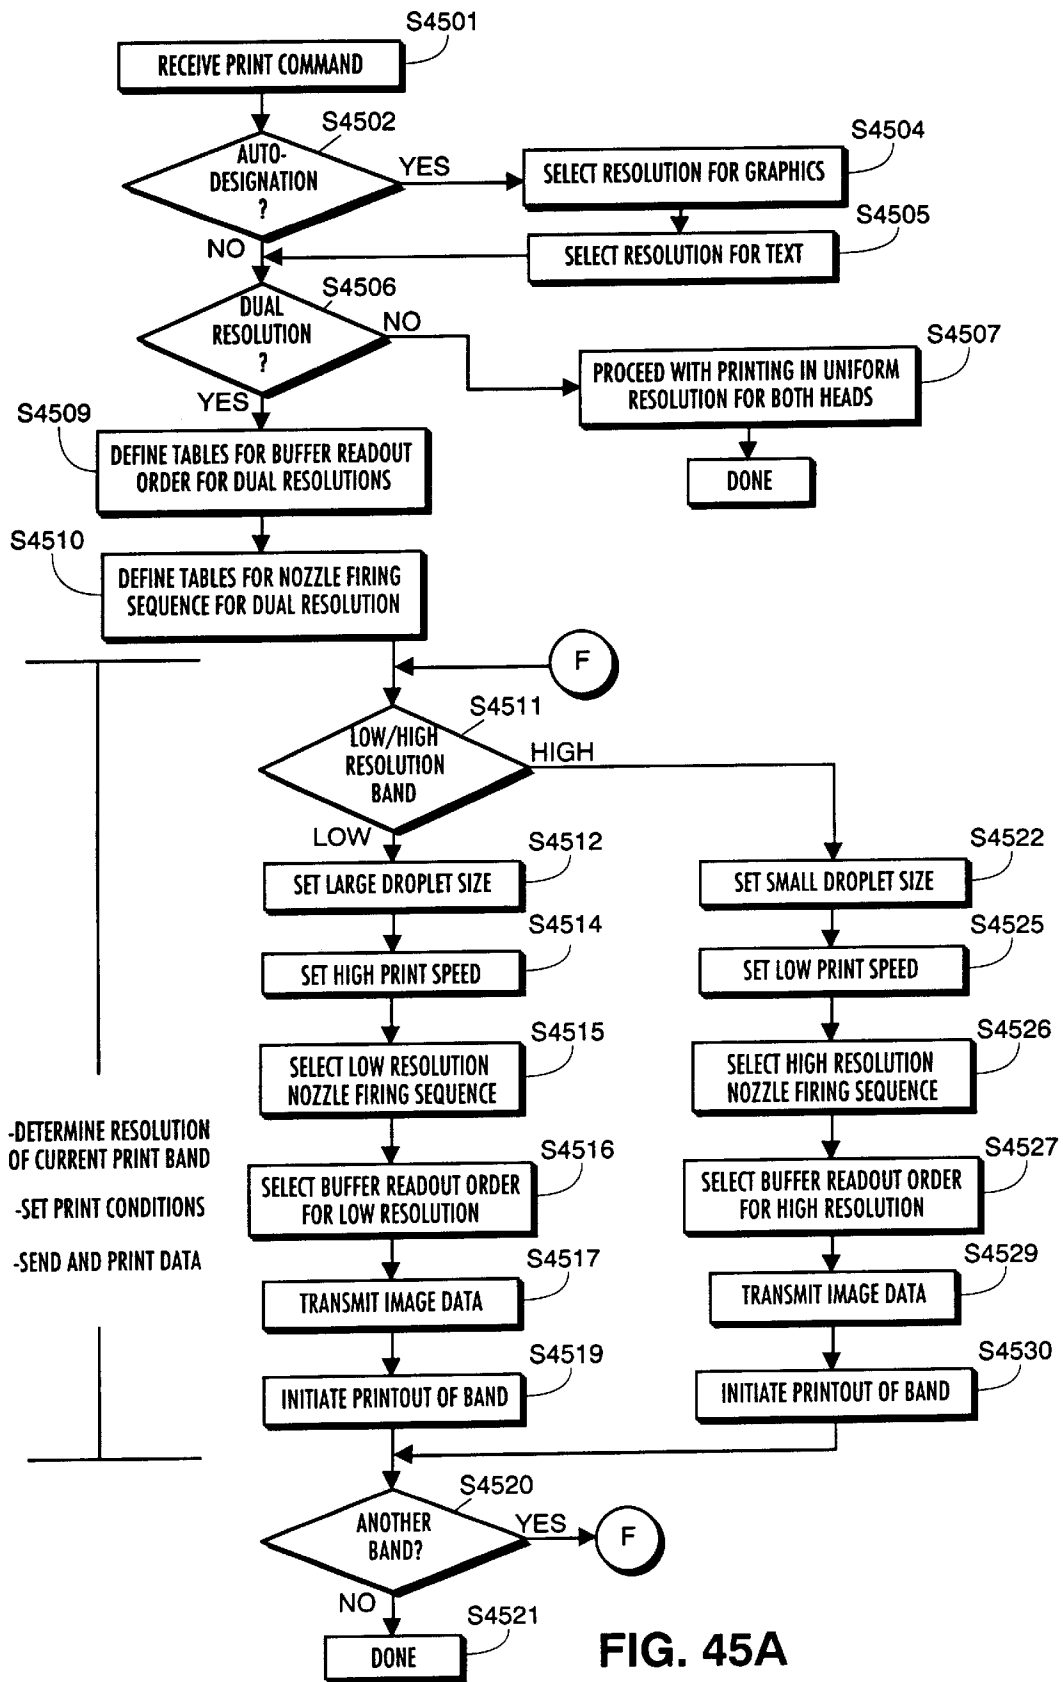 S4501
RECEIVE PRINT COMMAND
S4502
AUTO-
DESIGNATION
?
YES
NO
S4504
SELECT RESOLUTION FOR GRAPHICS
S4505
SELECT RESOLUTION FOR TEXT
S4506
DUAL
RESOLUTION
?
NO
YES
S4507
PROCEED WITH PRINTING IN UNIFORM
RESOLUTION FOR BOTH HEADS
DONE
S4509
DEFINE TABLES FOR BUFFER READOUT
ORDER FOR DUAL RESOLUTIONS
S4510
DEFINE TABLES FOR NOZZLE FIRING
SEQUENCE FOR DUAL RESOLUTION
F
S4511
LOW/HIGH
RESOLUTION
BAND
HIGH
LOW
S4512
SET LARGE DROPLET SIZE
S4522
SET SMALL DROPLET SIZE
S4514
SET HIGH PRINT SPEED
S4525
SET LOW PRINT SPEED
S4515
SELECT LOW RESOLUTION
NOZZLE FIRING SEQUENCE
S4526
SELECT HIGH RESOLUTION
NOZZLE FIRING SEQUENCE
-DETERMINE RESOLUTION
OF CURRENT PRINT BAND
-SET PRINT CONDITIONS
-SEND AND PRINT DATA
S4516
SELECT BUFFER READOUT ORDER
FOR LOW RESOLUTION
S4527
SELECT BUFFER READOUT ORDER
FOR HIGH RESOLUTION
S4517
TRANSMIT IMAGE DATA
S4529
TRANSMIT IMAGE DATA
S4519
INITIATE PRINTOUT OF BAND
S4530
INITIATE PRINTOUT OF BAND
S4520
ANOTHER
BAND?
YES
F
NO
S4521
DONE
FIG. 45A